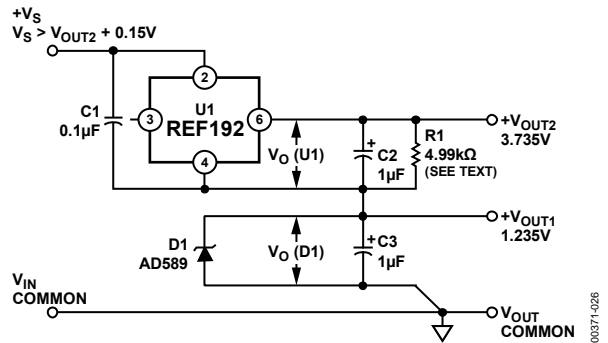 +VS
VS > VOUT2 + 0.15V
C1
0.1µF
2
3
U1
REF192
6
4
VO (U1)
+
C2
1µF
R1
4.99kΩ
(SEE TEXT)
+VOUT2
3.735V
D1
AD589
VO (D1)
+
C3
1µF
+VOUT1
1.235V
VIN
COMMON
VOUT
COMMON
00371-026